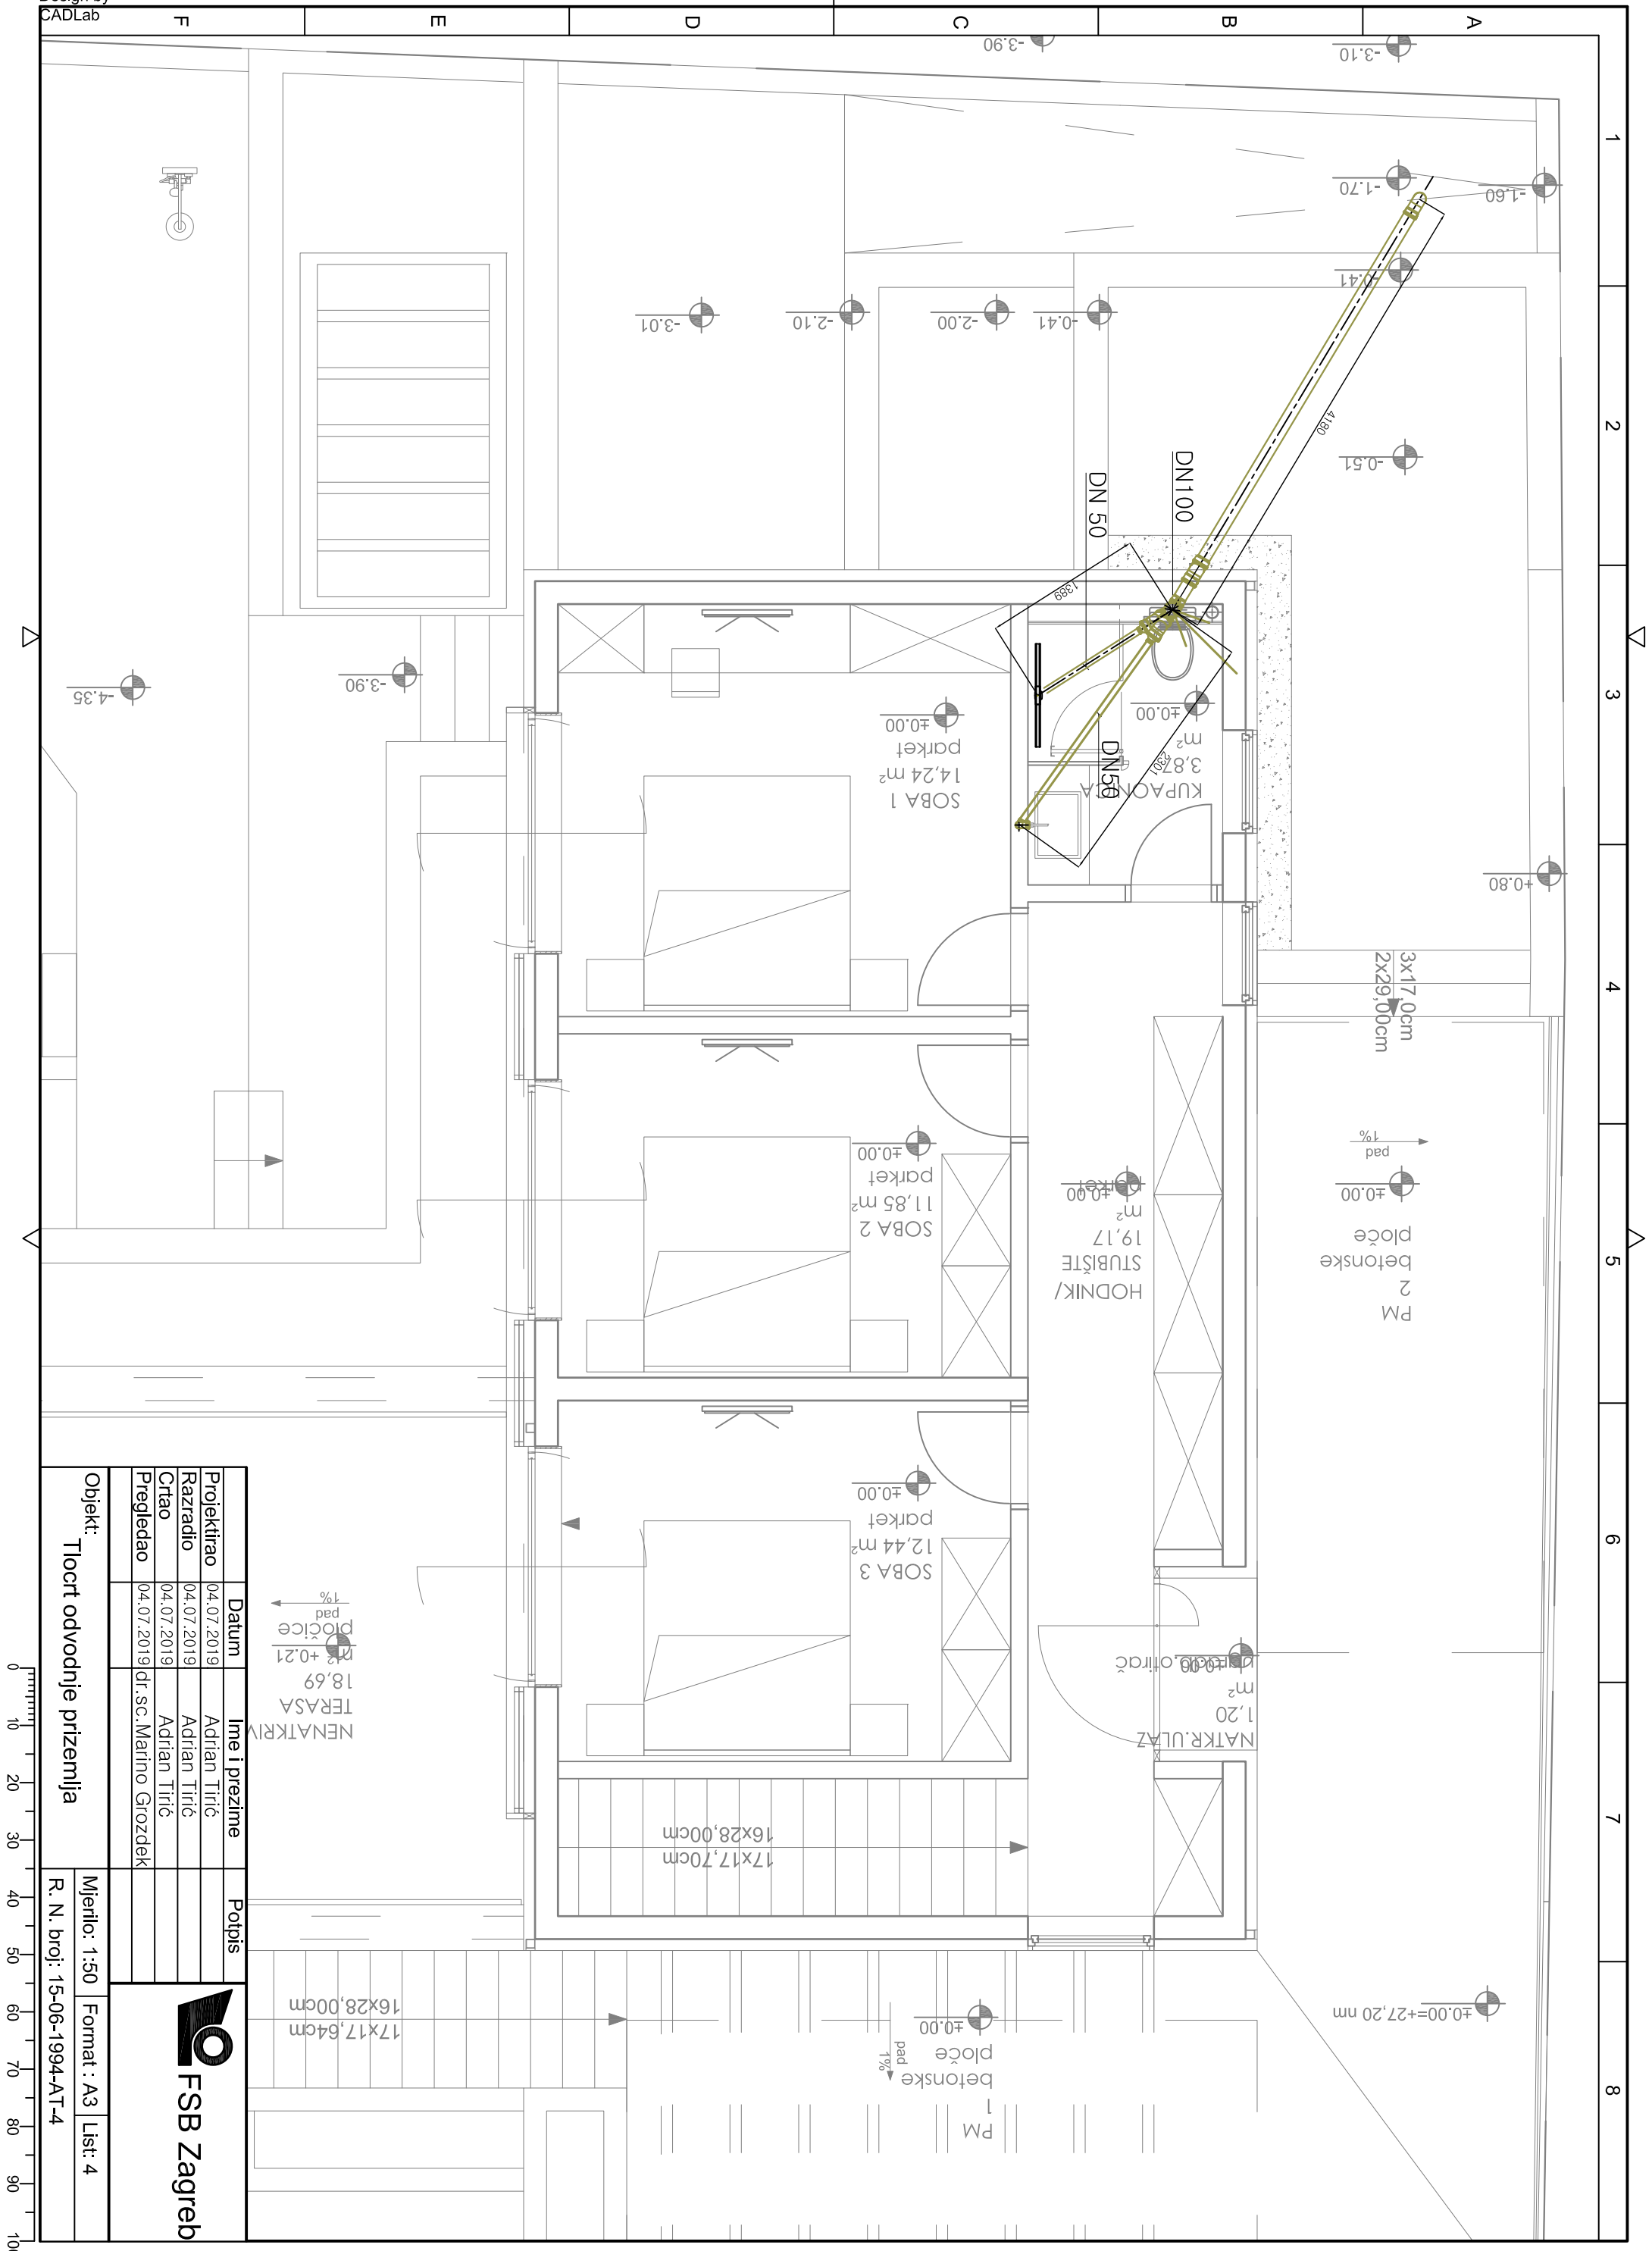 Design by
CADLab
F
E
D
C
B
A
1
2
3
4
5
6
7
8
-3.90
-3.10
-1.70
-1.60
-0.41
-3.01
-2.10
-2.00
-0.41
-0.51
4180
DN100
DN 50
1389
DN50
2301
-4.35
-3.90
SOBA 1
14,24 m²
parket
±0.00
KUPAONICA
3,87
m²
±0.00
+0.80
3x17,0cm
2x29,00cm
SOBA 2
11,85 m²
parket
±0.00
HODNIK/
STUBIŠTE
19,17
m²
parket
±0.00
pad
1%
PM
2
betonske
ploče
±0.00
SOBA 3
12,44 m²
parket
±0.00
NENATKRIV
TERASA
18,69
m²
+0.21
pločice
pad
1%
NATKR.ULAZ
1,20
m²
otirač
±0.00
17x17,70cm
16x28,00cm
17x17,64cm
16x28,00cm
PM
1
betonske
ploče
±0.00
pad
1%
±0.00=+27,20 nm
Datum
Ime i prezime
Potpis
Projektirao 04.07.2019 Adrian Tirić
Razradio 04.07.2019 Adrian Tirić
Crtao 04.07.2019 Adrian Tirić
Pregledao 04.07.2019 dr.sc.Marino Grozdek
FSB Zagreb
Objekt:
Tlocrt odvodnje prizemlja
Mjerilo: 1:50
Format : A3
List: 4
R. N. broj: 15-06-1994-AT-4
0 10 20 30 40 50 60 70 80 90